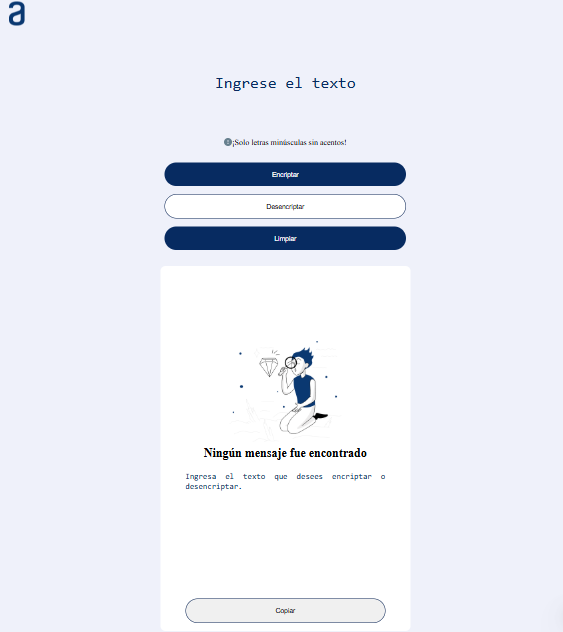 a
Ingrese el texto
¡Solo letras minúsculas sin acentos!
Encriptar
Desencriptar
Limpiar
Ningún mensaje fue encontrado
Ingresa el texto que desees encriptar o
desencriptar.
Copiar